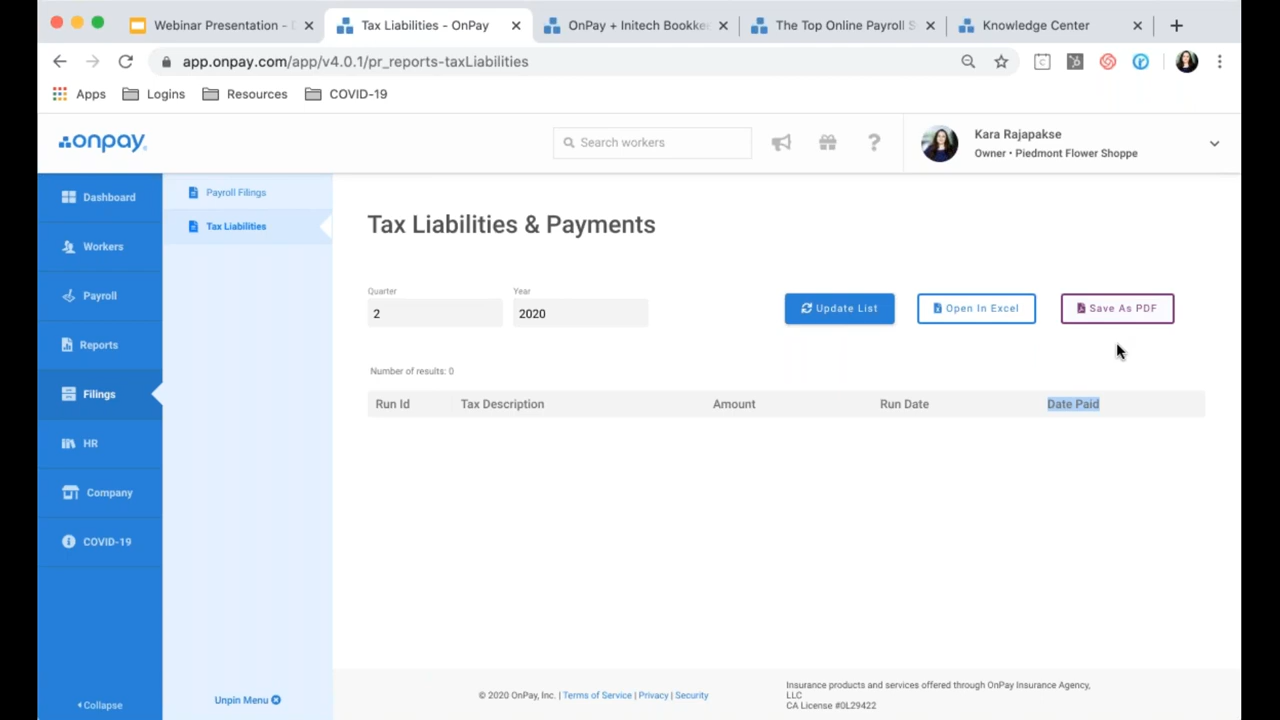 Webinar Presentation -
Tax Liabilities - OnPay
OnPay + Initech
The Top Online Payroll
Knowledge Center
app.onpay.com/app/v4.0.1/pr_reports-taxLiabilities
Apps
Logins
Resources
COVID-19
onpay
Search workers
?
Kara Rajapakse
Owner • Piedmont Flower Shoppe
Dashboard
Workers
Payroll
Reports
Filings
HR
Company
COVID-19
Collapse
Payroll Filings
Tax Liabilities
Unpin Menu
Tax Liabilities & Payments
Quarter
Year
2
2020
Update List
Open In Excel
Save As PDF
Number of results: 0
Run Id
Tax Description
Amount
Run Date
Date Paid
© 2020 OnPay, Inc. | Terms of Service | Privacy | Security
Insurance products and services offered through OnPay Insurance Agency,
LLC
CA License #0L29422